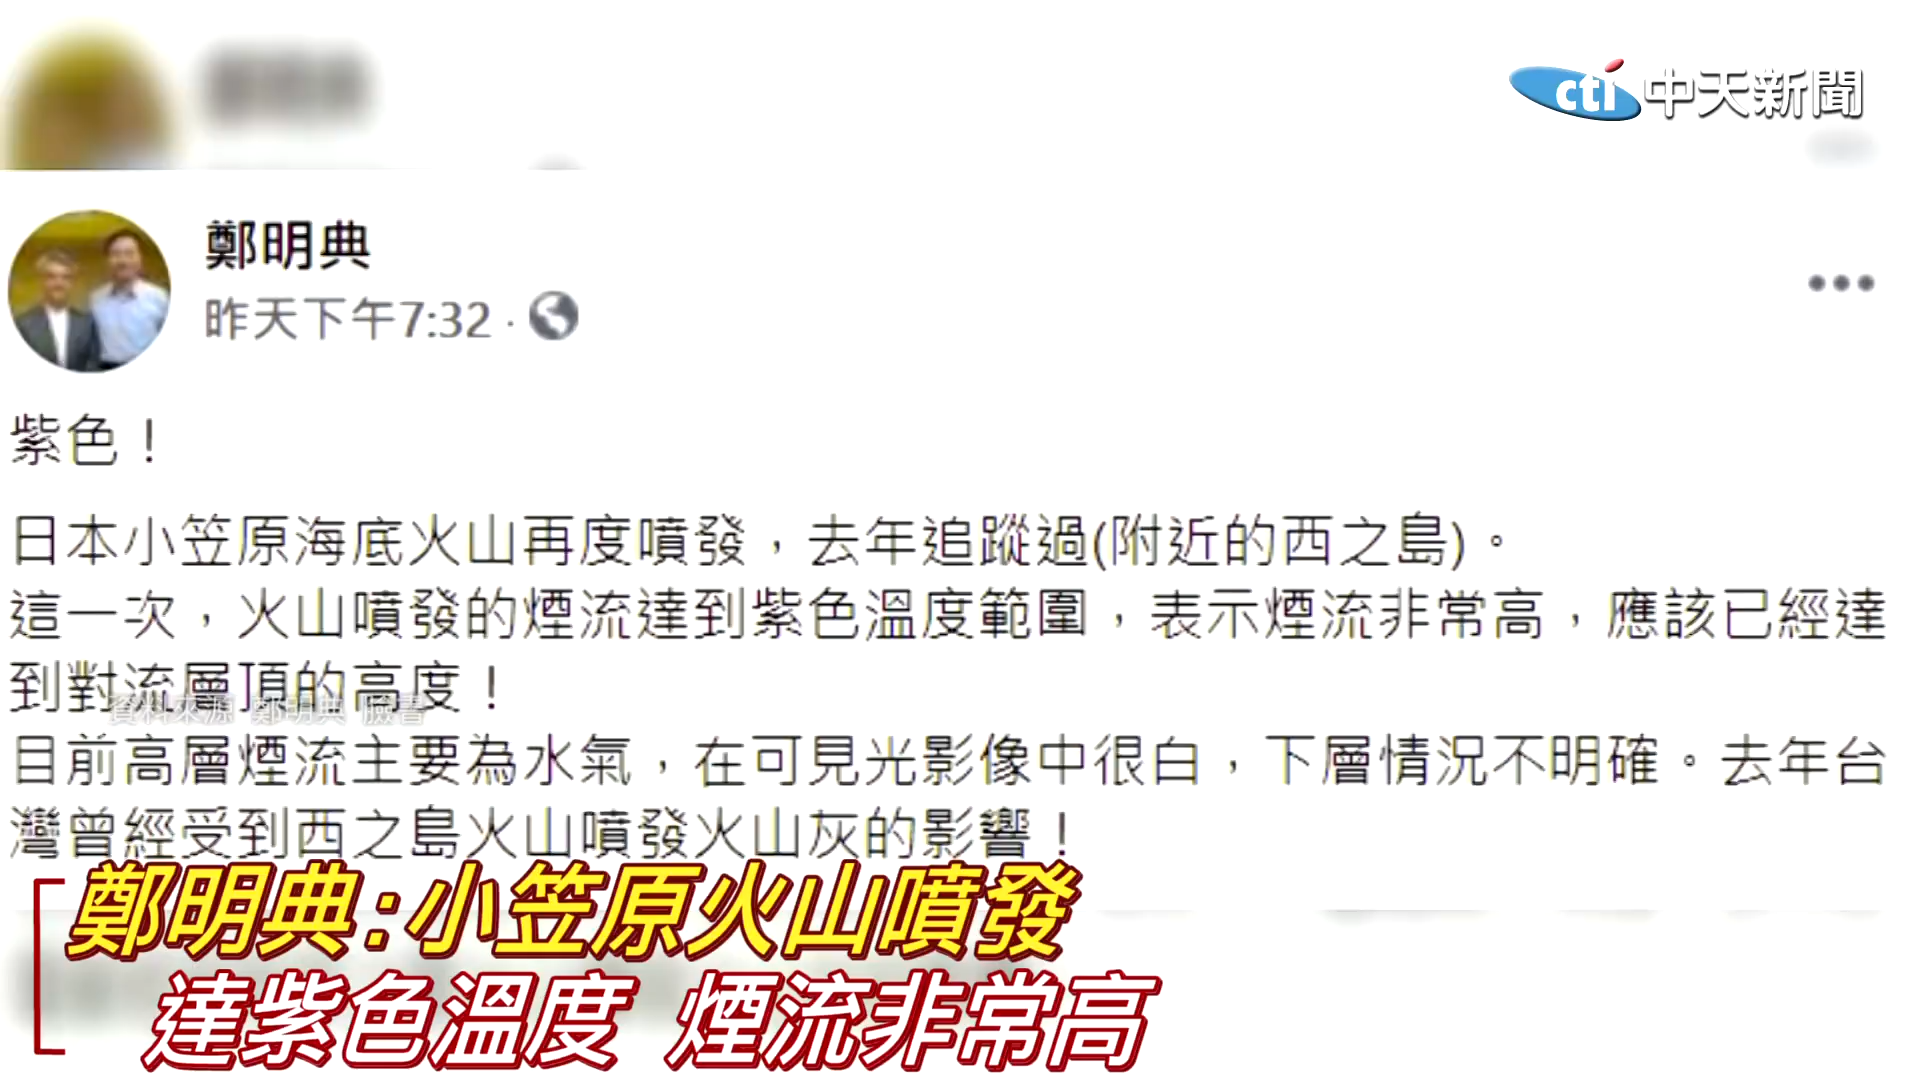 cti 中天新聞
鄭明典
昨天下午7:32 ·
紫色！
日本小笠原海底火山再度噴發，去年追蹤過(附近的西之島)。
這一次，火山噴發的煙流達到紫色溫度範圍，表示煙流非常高，應該已經達
到對流層頂的高度！
資料來源 鄭明典 臉書
目前高層煙流主要為水氣，在可見光影像中很白，下層情況不明確。去年台
灣曾經受到西之島火山噴發火山灰的影響！
鄭明典:小笠原火山噴發
達紫色溫度 煙流非常高